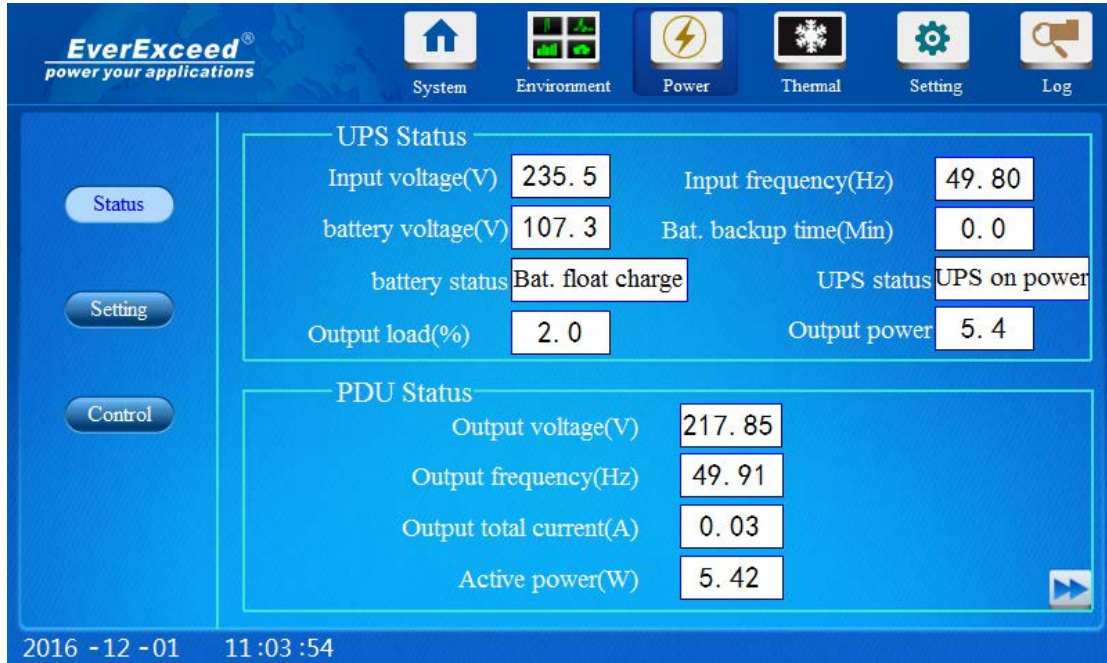 EverExceed®
power your applications
System Environment Power Thermal Setting Log
Status
Setting
Control
UPS Status
Input voltage(V) 235.5 Input frequency(Hz) 49.80
battery voltage(V) 107.3 Bat. backup time(Min) 0.0
battery status Bat. float charge UPS status UPS on power
Output load(%) 2.0 Output power 5.4
PDU Status
Output voltage(V) 217.85
Output frequency(Hz) 49.91
Output total current(A) 0.03
Active power(W) 5.42
2016 -12 -01 11:03:54